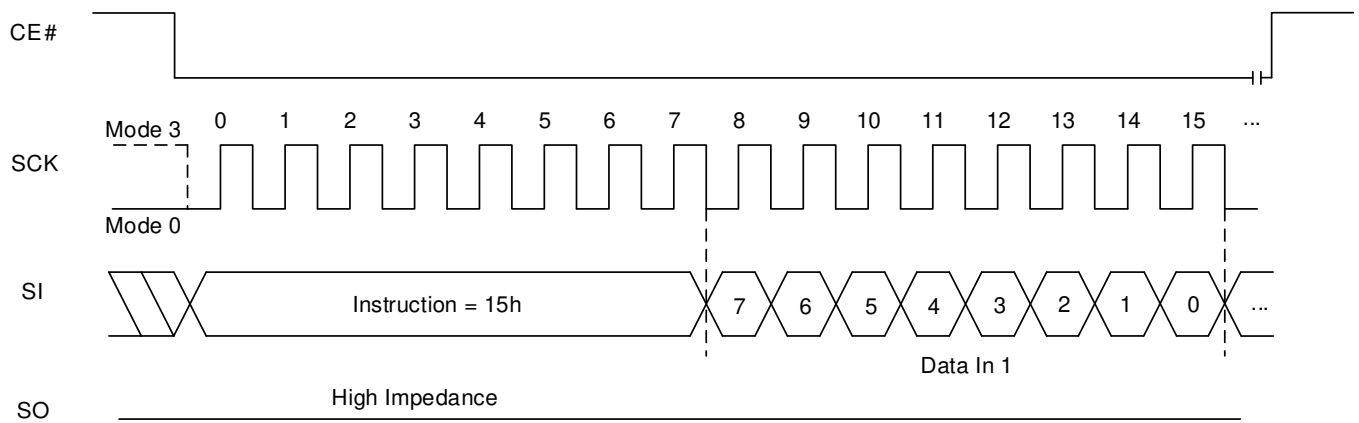 CE#
Mode 3 0 1 2 3 4 5 6 7 8 9 10 11 12 13 14 15 ...
SCK
Mode 0
SI Instruction = 15h 7 6 5 4 3 2 1 0 ...
Data In 1
High Impedance
SO